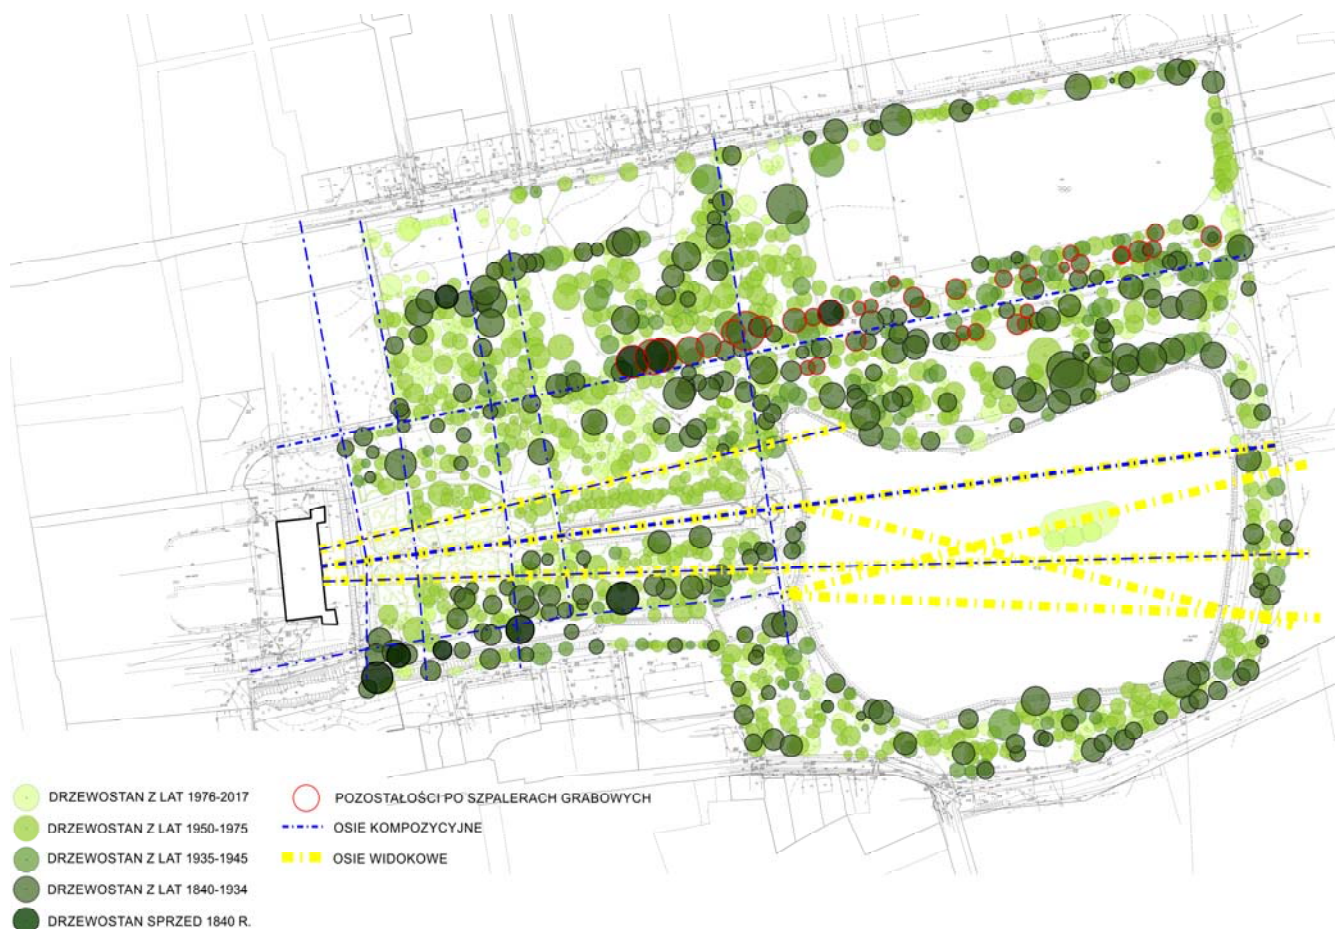 DRZEWOSTAN Z LAT 1976-2017
DRZEWOSTAN Z LAT 1950-1975
DRZEWOSTAN Z LAT 1935-1945
DRZEWOSTAN Z LAT 1840-1934
DRZEWOSTAN SPRZED 1840 R.
POZOSTAŁOŚCI PO SZPALERACH GRABOWYCH
OSIE KOMPOZYCYJNE
OSIE WIDOKOWE